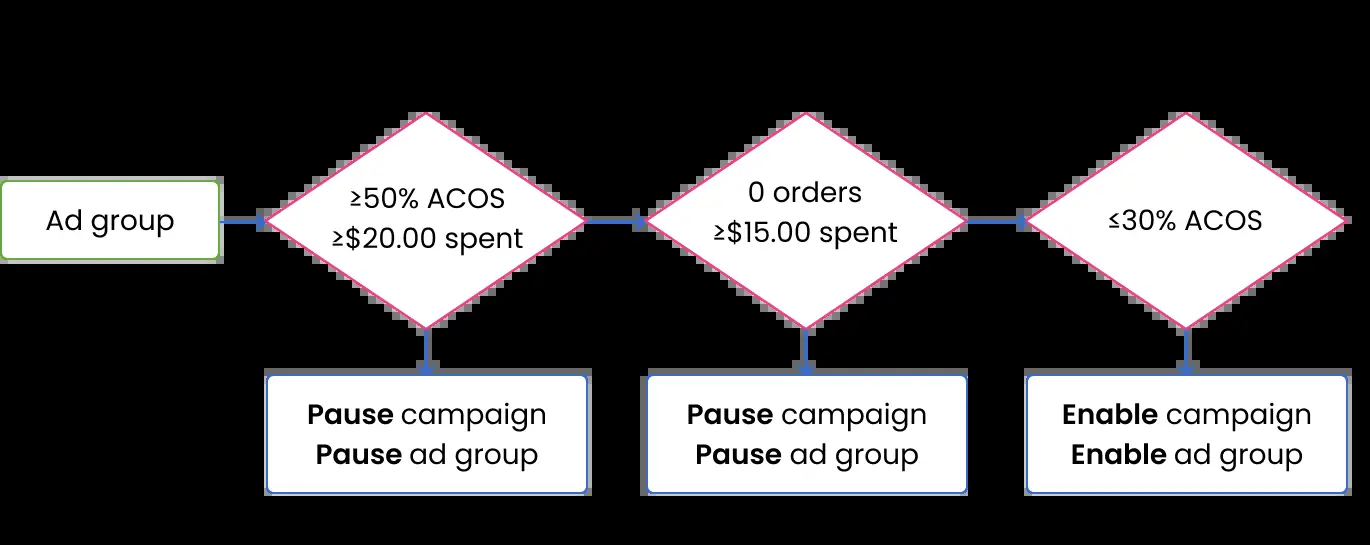 Ad group
≥50% ACOS
≥$20.00 spent
0 orders
≥$15.00 spent
≤30% ACOS
Pause campaign
Pause ad group
Pause campaign
Pause ad group
Enable campaign
Enable ad group